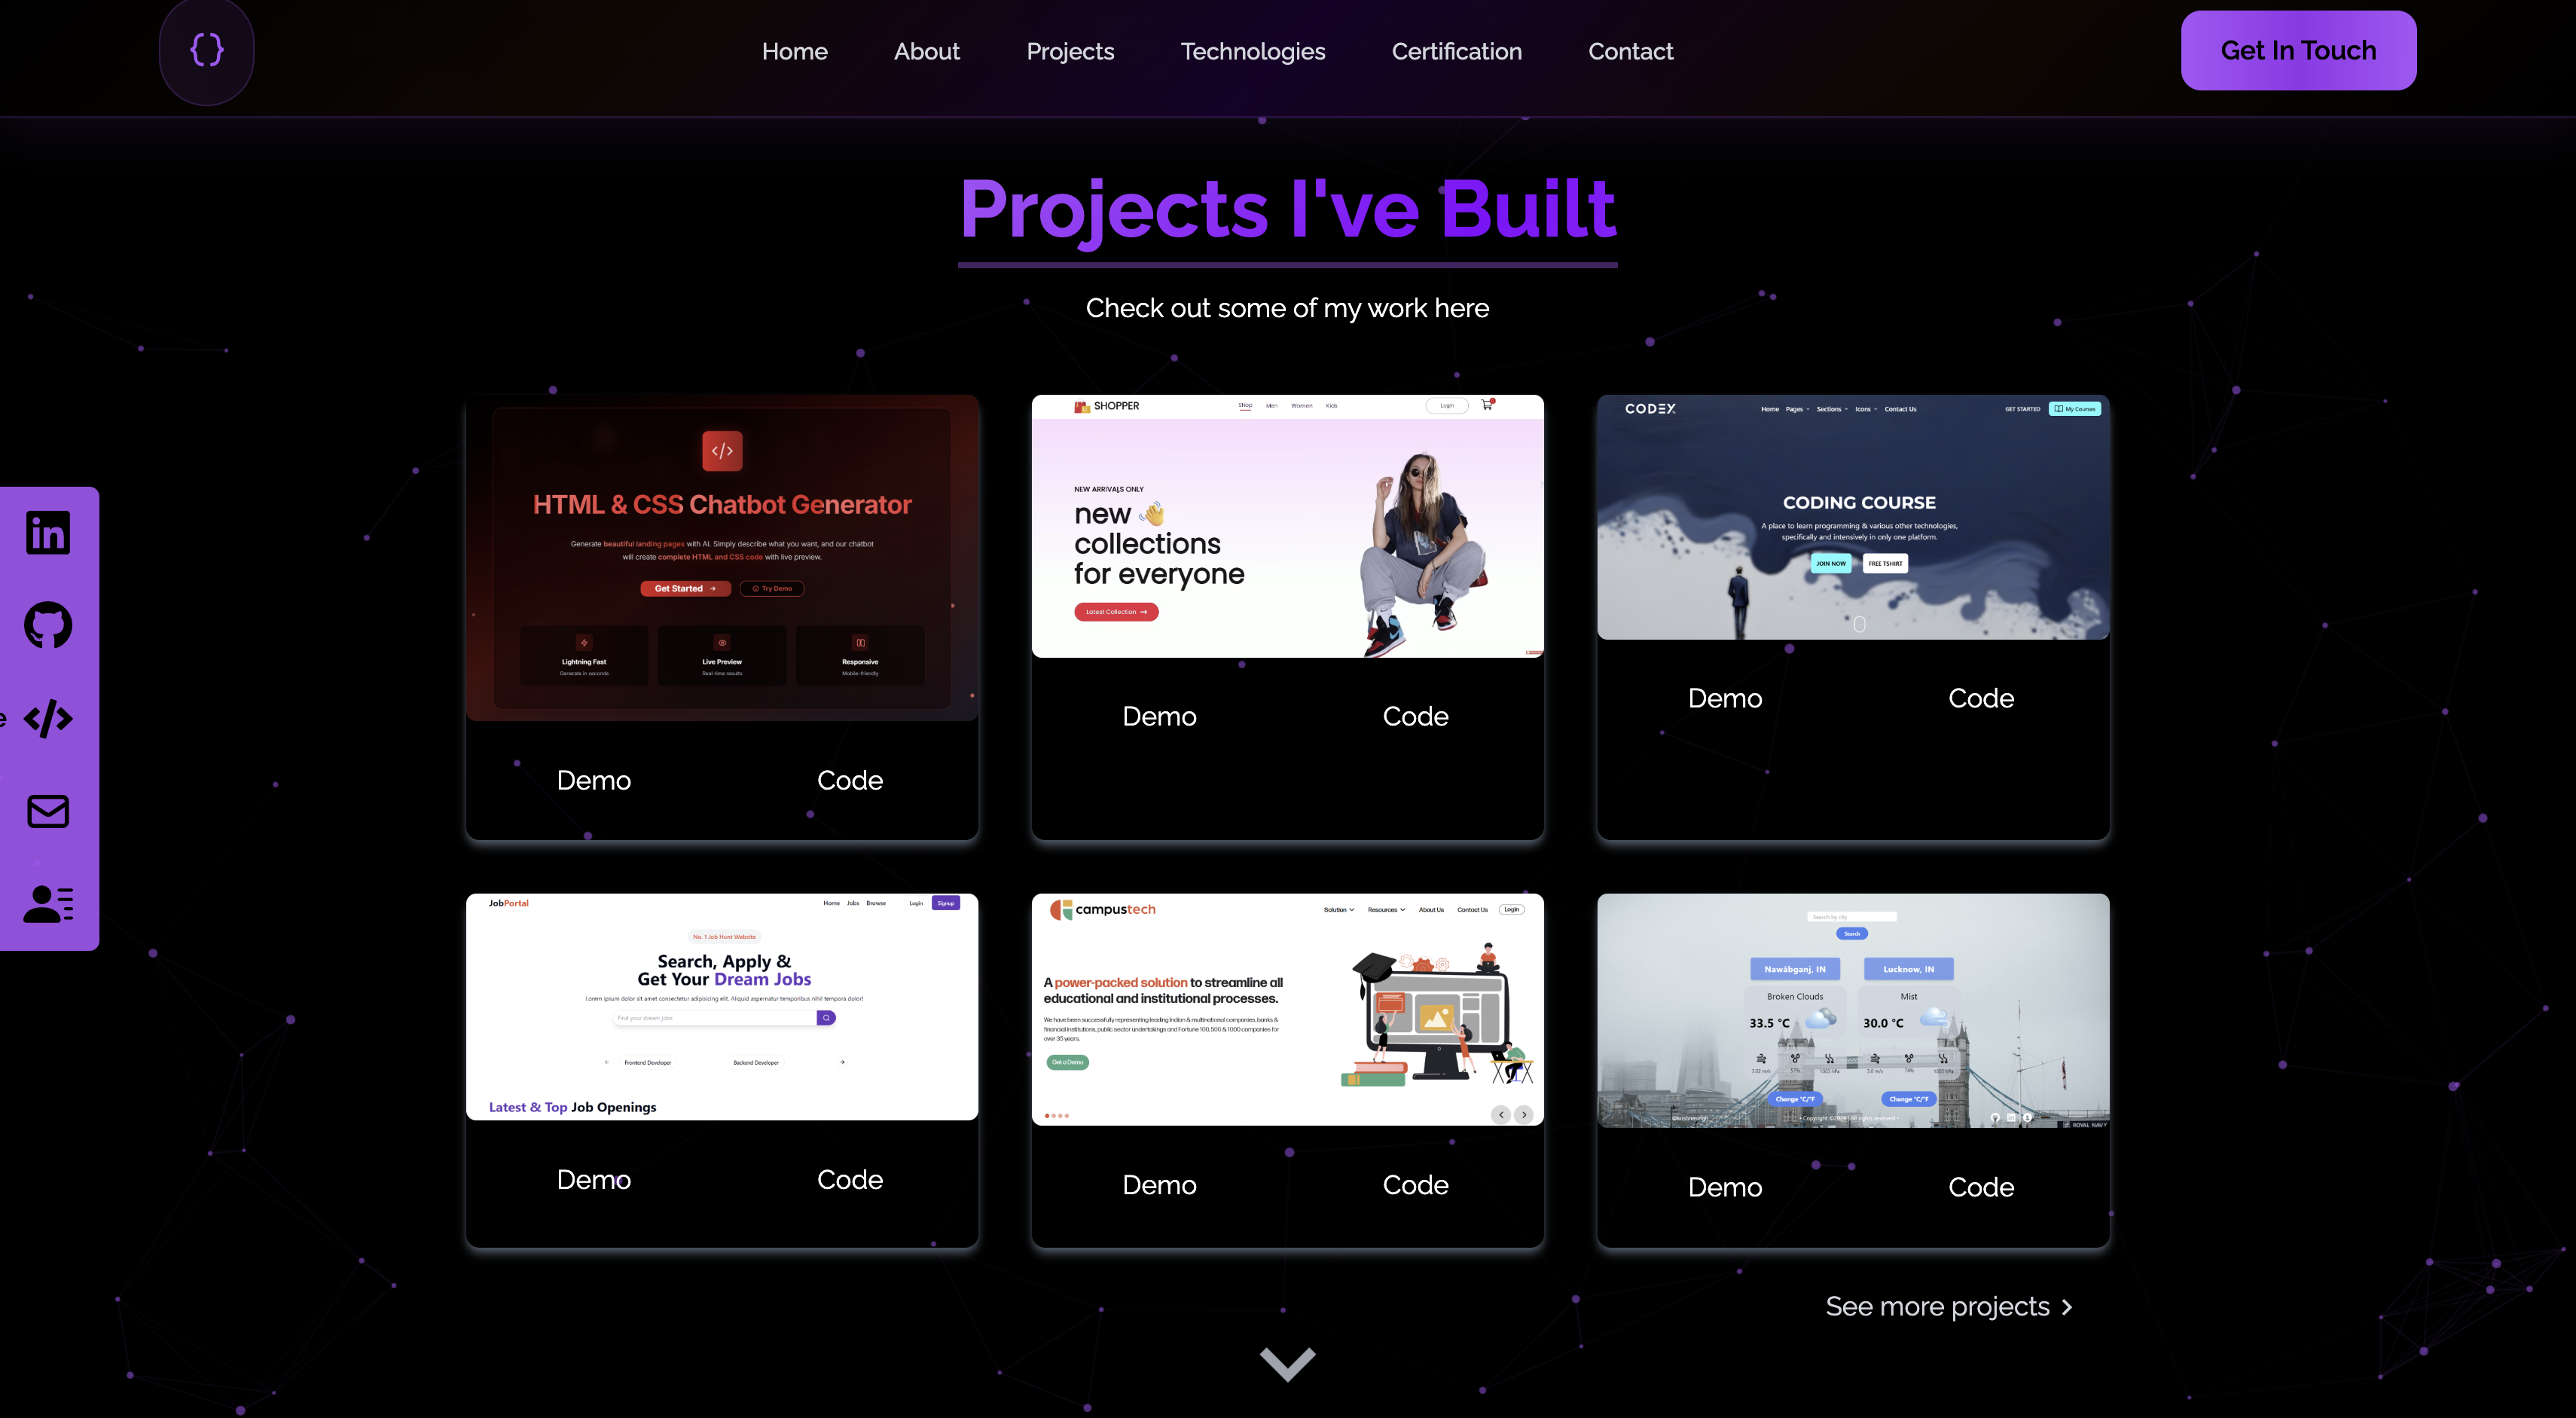 { }
Home About Projects Technologies Certification Contact
Get In Touch
Projects I've Built
Check out some of my work here
HTML & CSS Chatbot Generator
Generate beautiful landing pages with AI. Simply describe what you want, and our chatbot
will create complete HTML and CSS code with live preview.
Get Started → Try Demo
Lightning Fast
Generate in seconds
Live Preview
Real-time results
Responsive
Mobile-friendly
Demo Code
SHOPPER
Shop Men Women Kids
Login
NEW ARRIVALS ONLY
new 👋
collections
for everyone
Latest Collection →
Demo Code
CODEX
Home Pages Sections Icons Contact Us
GET STARTED
My Courses
CODING COURSE
A place to learn programming & various other technologies,
specifically and intensively in only one platform.
JOIN NOW FREE TSHIRT
Demo Code
JobPortal
Home Jobs Browse Login Signup
No. 1 Job Hunt Website
Search, Apply &
Get Your Dream Jobs
Lorem ipsum dolor sit amet consectetur adipisicing elit. Aliquid aspernatur temporibus nihil tempora dolor!
Find your dream jobs
Frontend Developer Backend Developer
Latest & Top Job Openings
Demo Code
campustech
Solution Resources About Us Contact Us Login
A power-packed solution to streamline all
educational and institutional processes.
We have been successfully representing leading Indian & multinational companies, banks &
financial institutions, public sector undertakings and Fortune 100, 500 & 1000 companies for
over 35 years.
Get a Demo
Demo Code
Search by city
Search
Nawābganj, IN Lucknow, IN
Broken Clouds Mist
33.5 °C 30.0 °C
57% 74%
Change °C/°F Change °C/°F
ROYAL NAVY
Demo Code
See more projects >
in
e